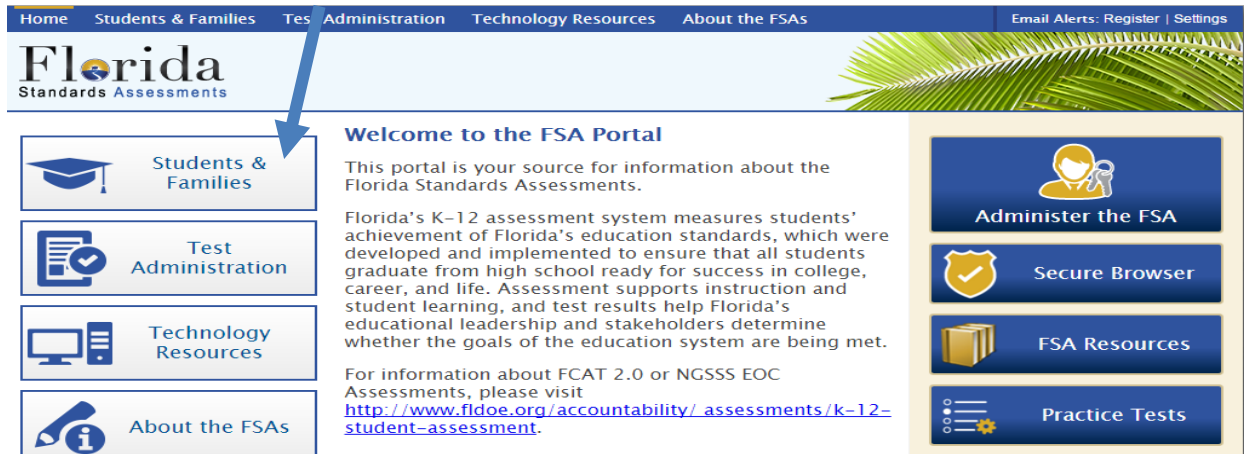 Home Students & Families Test Administration Technology Resources About the FSAs Email Alerts: Register | Settings
Florida
Standards Assessments
Students &
Families
Test
Administration
Technology
Resources
About the FSAs
Welcome to the FSA Portal
This portal is your source for information about the
Florida Standards Assessments.
Florida's K-12 assessment system measures students'
achievement of Florida's education standards, which were
developed and implemented to ensure that all students
graduate from high school ready for success in college,
career, and life. Assessment supports instruction and
student learning, and test results help Florida's
educational leadership and stakeholders determine
whether the goals of the education system are being met.
For information about FCAT 2.0 or NGSSS EOC
Assessments, please visit
http://www.fldoe.org/accountability/ assessments/k-12-
student-assessment.
Administer the FSA
Secure Browser
FSA Resources
Practice Tests